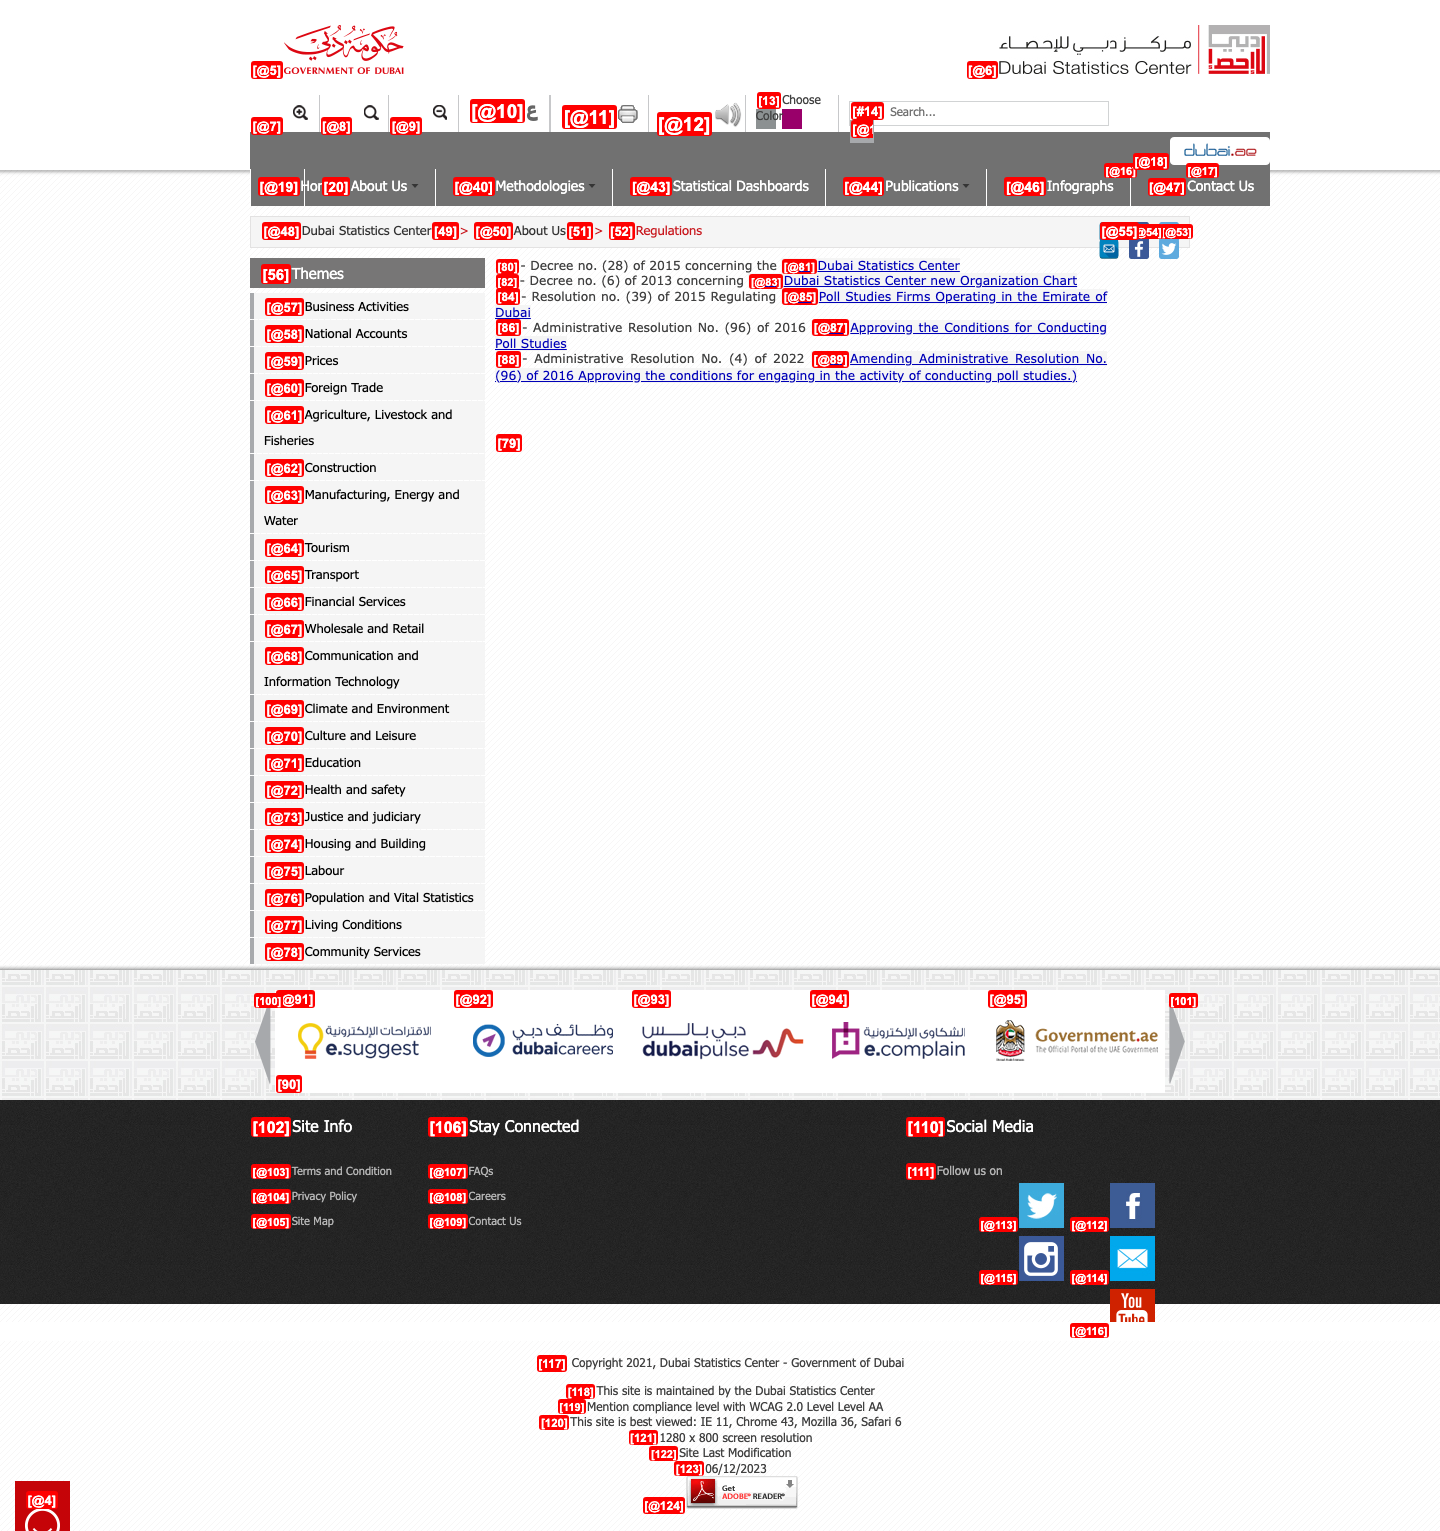 حكومة دبي
[@5] GOVERNMENT OF DUBAI
مركز دبي للإحصاء
[@6] Dubai Statistics Center
[@7] [@8] [@9] [@10] ع [@11] [@12] [13] Choose Color [#14] Search...
dubai.ae
[@16] [@18] [@17]
[@19] Hom [20] About Us [@40] Methodologies [@43] Statistical Dashboards [@44] Publications [@46] Infographs [@47] Contact Us
[@48] Dubai Statistics Center [49] > [@50] About Us [51] > [52] Regulations [@55] @54] [@53]
[56] Themes
[@57] Business Activities
[@58] National Accounts
[@59] Prices
[@60] Foreign Trade
[@61] Agriculture, Livestock and
Fisheries
[@62] Construction
[@63] Manufacturing, Energy and
Water
[@64] Tourism
[@65] Transport
[@66] Financial Services
[@67] Wholesale and Retail
[@68] Communication and
Information Technology
[@69] Climate and Environment
[@70] Culture and Leisure
[@71] Education
[@72] Health and safety
[@73] Justice and judiciary
[@74] Housing and Building
[@75] Labour
[@76] Population and Vital Statistics
[@77] Living Conditions
[@78] Community Services
[80] - Decree no. (28) of 2015 concerning the [@81] Dubai Statistics Center
[82] - Decree no. (6) of 2013 concerning [@83] Dubai Statistics Center new Organization Chart
[84] - Resolution no. (39) of 2015 Regulating [@85] Poll Studies Firms Operating in the Emirate of
Dubai
[86] - Administrative Resolution No. (96) of 2016 [@87] Approving the Conditions for Conducting
Poll Studies
[88] - Administrative Resolution No. (4) of 2022 [@89] Amending Administrative Resolution No.
(96) of 2016 Approving the conditions for engaging in the activity of conducting poll studies.)
[79]
[100] @91] [@92] [@93] [@94] [@95] [101]
الاقتراحات الإلكترونية
e.suggest
وظائف دبي
dubaicareers
دبي بالس
dubaipulse
الشكاوى الإلكترونية
e.complain
Government.ae
The Official Portal of the UAE Government
[90]
[102] Site Info
[@103] Terms and Condition
[@104] Privacy Policy
[@105] Site Map
[106] Stay Connected
[@107] FAQs
[@108] Careers
[@109] Contact Us
[110] Social Media
[111] Follow us on
[@113] [@112]
[@115] [@114]
You
Tube
[@116]
[117] Copyright 2021, Dubai Statistics Center - Government of Dubai
[118] This site is maintained by the Dubai Statistics Center
[119] Mention compliance level with WCAG 2.0 Level Level AA
[120] This site is best viewed: IE 11, Chrome 43, Mozilla 36, Safari 6
[121] 1280 x 800 screen resolution
[122] Site Last Modification
[123] 06/12/2023
Get
ADOBE READER
[@124]
[@4]